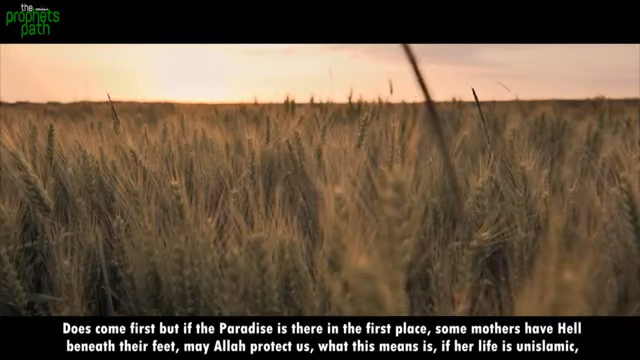 the
prophets
path
Does come first but if the Paradise is there in the first place, some mothers have Hell
beneath their feet, may Allah protect us, what this means is, if her life is unislamic,